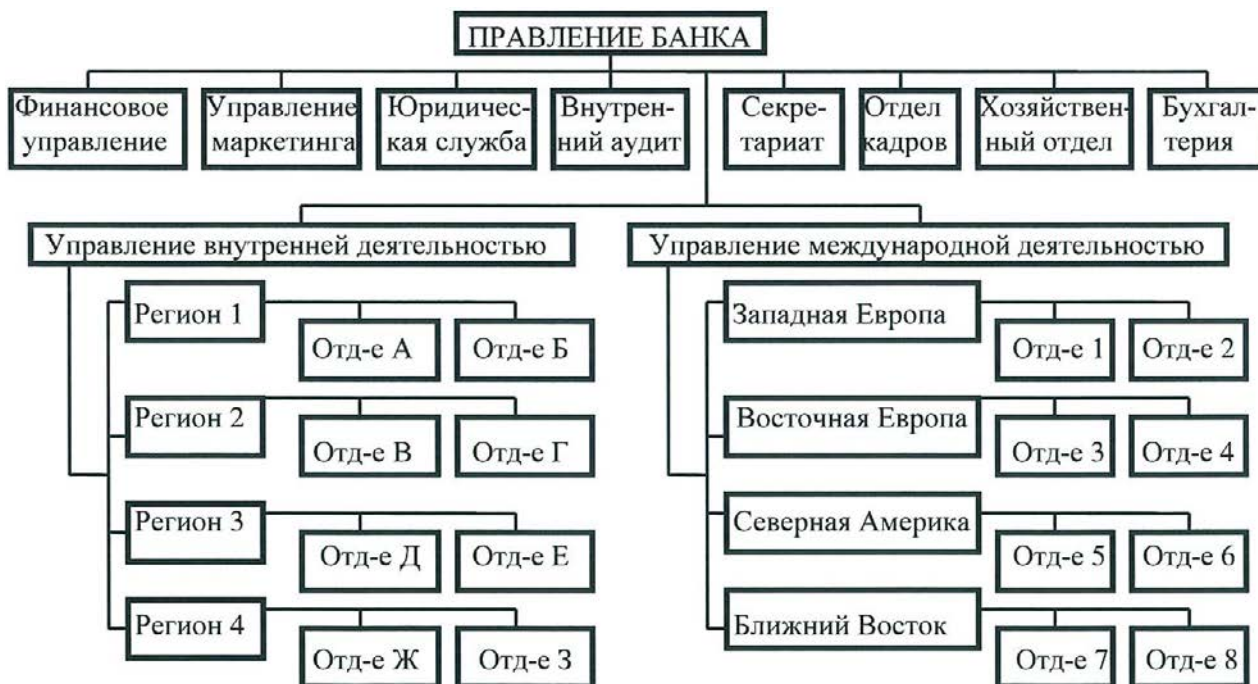 ПРАВЛЕНИЕ БАНКА
Финансовое
управление
Управление
маркетинга
Юридичес-
кая служба
Внутрен-
ний аудит
Секре-
тариат
Отдел
кадров
Хозяйствен-
ный отдел
Бухгал-
терия
Управление внутренней деятельностью
Регион 1
Отд-е А
Отд-е Б
Регион 2
Отд-е В
Отд-е Г
Регион 3
Отд-е Д
Отд-е Е
Регион 4
Отд-е Ж
Отд-е З
Управление международной деятельностью
Западная Европа
Отд-е 1
Отд-е 2
Восточная Европа
Отд-е 3
Отд-е 4
Северная Америка
Отд-е 5
Отд-е 6
Ближний Восток
Отд-е 7
Отд-е 8